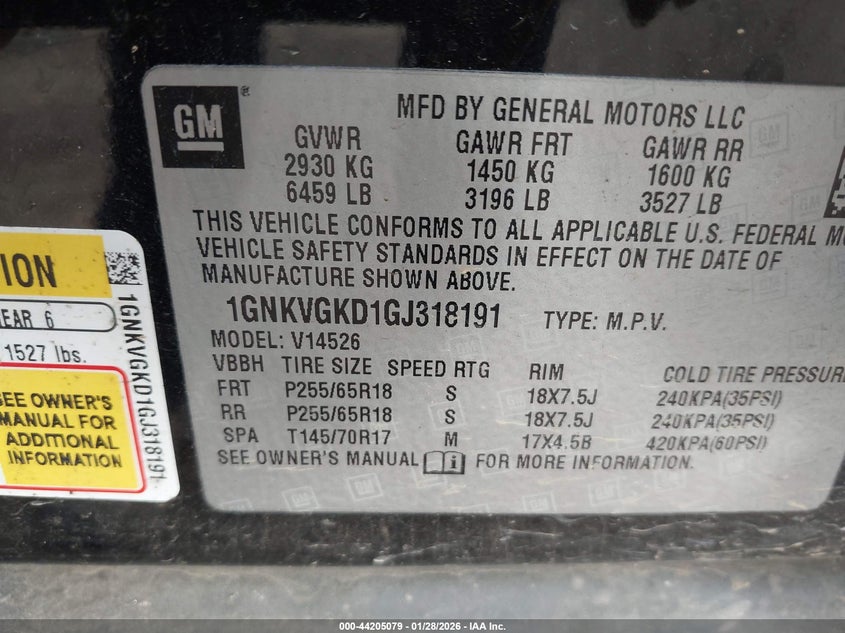 GM ®
MFD BY GENERAL MOTORS LLC
GVWR GAWR FRT GAWR RR
2930 KG 1450 KG 1600 KG
6459 LB 3196 LB 3527 LB
THIS VEHICLE CONFORMS TO ALL APPLICABLE U.S. FEDERAL M
VEHICLE SAFETY STANDARDS IN EFFECT ON THE DATE OF
MANUFACTURE SHOWN ABOVE.
1GNKVGKD1GJ318191 TYPE: M.P.V.
MODEL: V14526
VBBH TIRE SIZE SPEED RTG RIM COLD TIRE PRESSURE
FRT P255/65R18 S 18X7.5J 240KPA(35PSI)
RR P255/65R18 S 18X7.5J 240KPA(35PSI)
SPA T145/70R17 M 17X4.5B 420KPA(60PSI)
SEE OWNER'S MANUAL FOR MORE INFORMATION.
TION
EAR 6
1527 lbs.
SEE OWNER'S
MANUAL FOR
ADDITIONAL
INFORMATION
1GNKVGKD1GJ318191
000-44205079 — 01/28/2026 — IAA Inc.